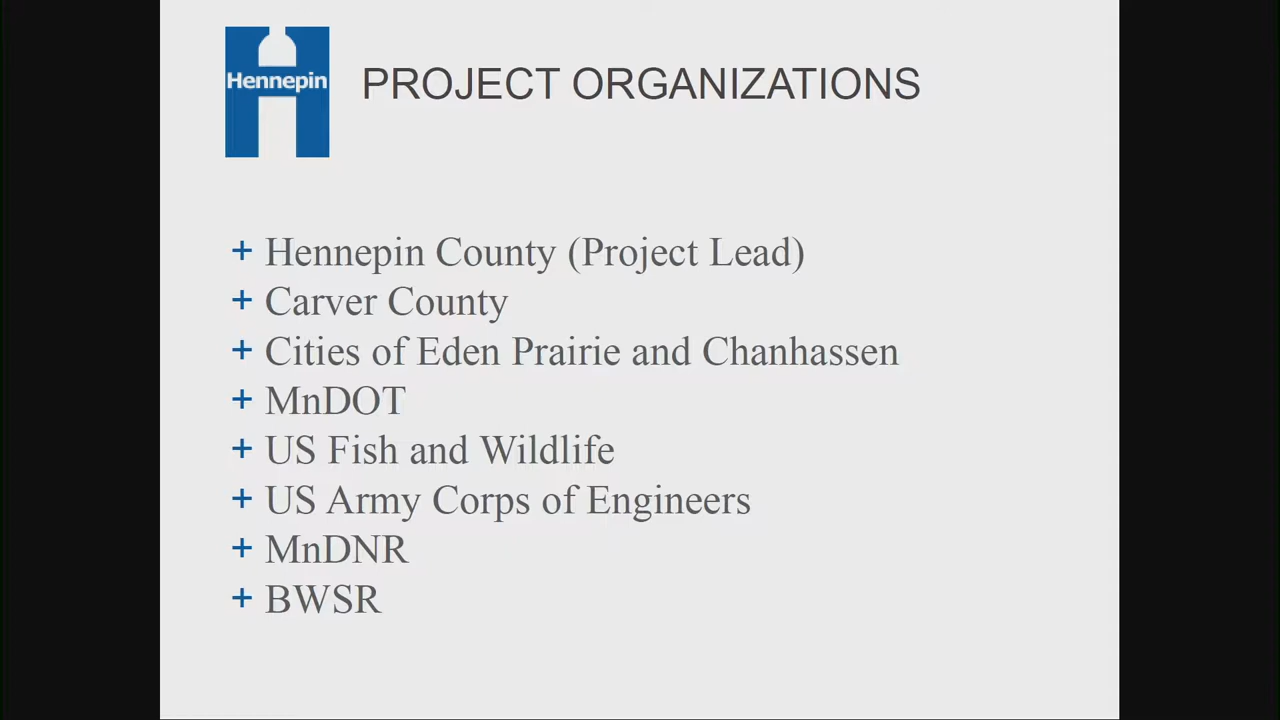 Hennepin
PROJECT ORGANIZATIONS
+ Hennepin County (Project Lead)
+ Carver County
+ Cities of Eden Prairie and Chanhassen
+ MnDOT
+ US Fish and Wildlife
+ US Army Corps of Engineers
+ MnDNR
+ BWSR